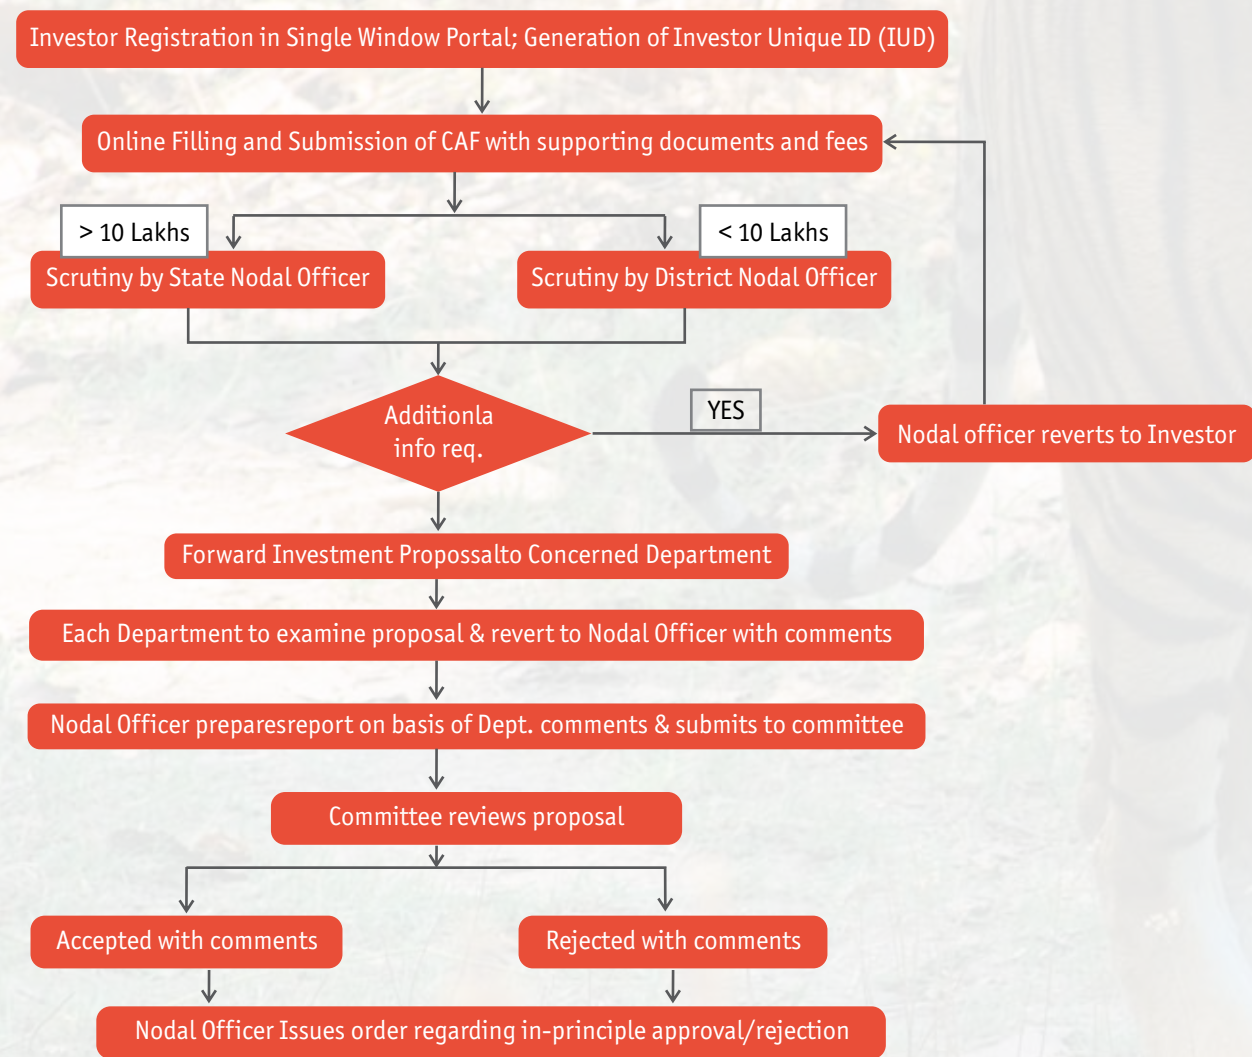 Investor Registration in Single Window Portal; Generation of Investor Unique ID (IUD)
Online Filling and Submission of CAF with supporting documents and fees
> 10 Lakhs
< 10 Lakhs
Scrutiny by State Nodal Officer
Scrutiny by District Nodal Officer
Additionla
info req.
YES
Nodal officer reverts to Investor
Forward Investment Propossalto Concerned Department
Each Department to examine proposal & revert to Nodal Officer with comments
Nodal Officer preparesreport on basis of Dept. comments & submits to committee
Committee reviews proposal
Accepted with comments
Rejected with comments
Nodal Officer Issues order regarding in-principle approval/rejection